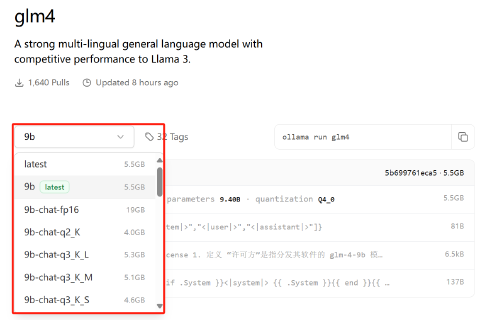 glm4
A strong multi-lingual general language model with
competitive performance to Llama 3.
1,640 Pulls Updated 8 hours ago
9b 32 Tags ollama run glm4
latest 5.5GB
5b699761eca5 · 5.5GB
9b latest 5.5GB
parameters 9.40B · quantization Q4_0 5.5GB
9b-chat-fp16 19GB
9b-chat-q2_K 4.0GB
tem|>","<|user|>","<|assistant|>"]} 81B
9b-chat-q3_K_L 5.3GB
cense 1. 定义 “许可方”是指分发其软件的 glm-4-9b 模… 6.5kB
9b-chat-q3_K_M 5.1GB
if .System }}<|system|> {{ .System }}{{ end }}{{ … 137B
9b-chat-q3_K_S 4.6GB